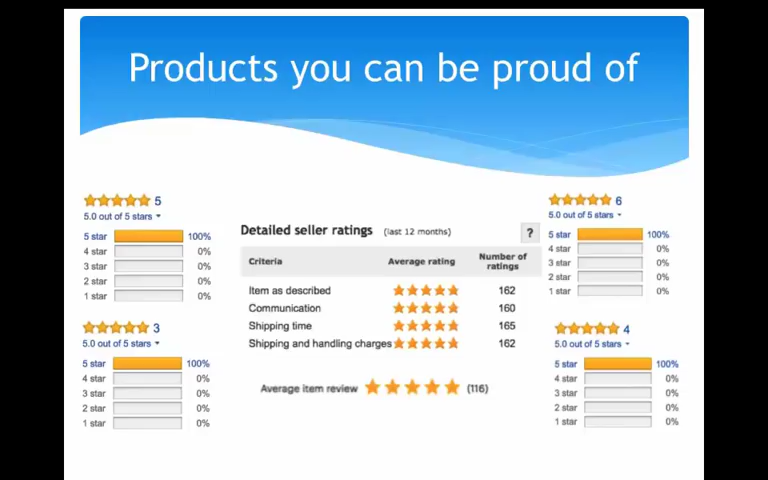 Products you can be proud of
5
5.0 out of 5 stars
5 star 100%
4 star 0%
3 star 0%
2 star 0%
1 star 0%
3
5.0 out of 5 stars
5 star 100%
4 star 0%
3 star 0%
2 star 0%
1 star 0%
Detailed seller ratings (last 12 months) ?
Criteria Average rating Number of
ratings
Item as described 162
Communication 160
Shipping time 165
Shipping and handling charges 162
Average item review (116)
6
5.0 out of 5 stars
5 star 100%
4 star 0%
3 star 0%
2 star 0%
1 star 0%
4
5.0 out of 5 stars
5 star 100%
4 star 0%
3 star 0%
2 star 0%
1 star 0%